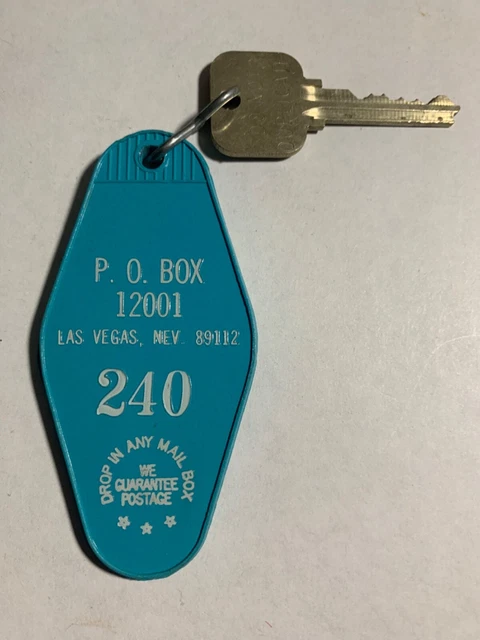 P. O. BOX
12001
LAS VEGAS, NEV. 89112
240
DROP IN ANY MAIL BOX
WE
GUARANTEE
POSTAGE